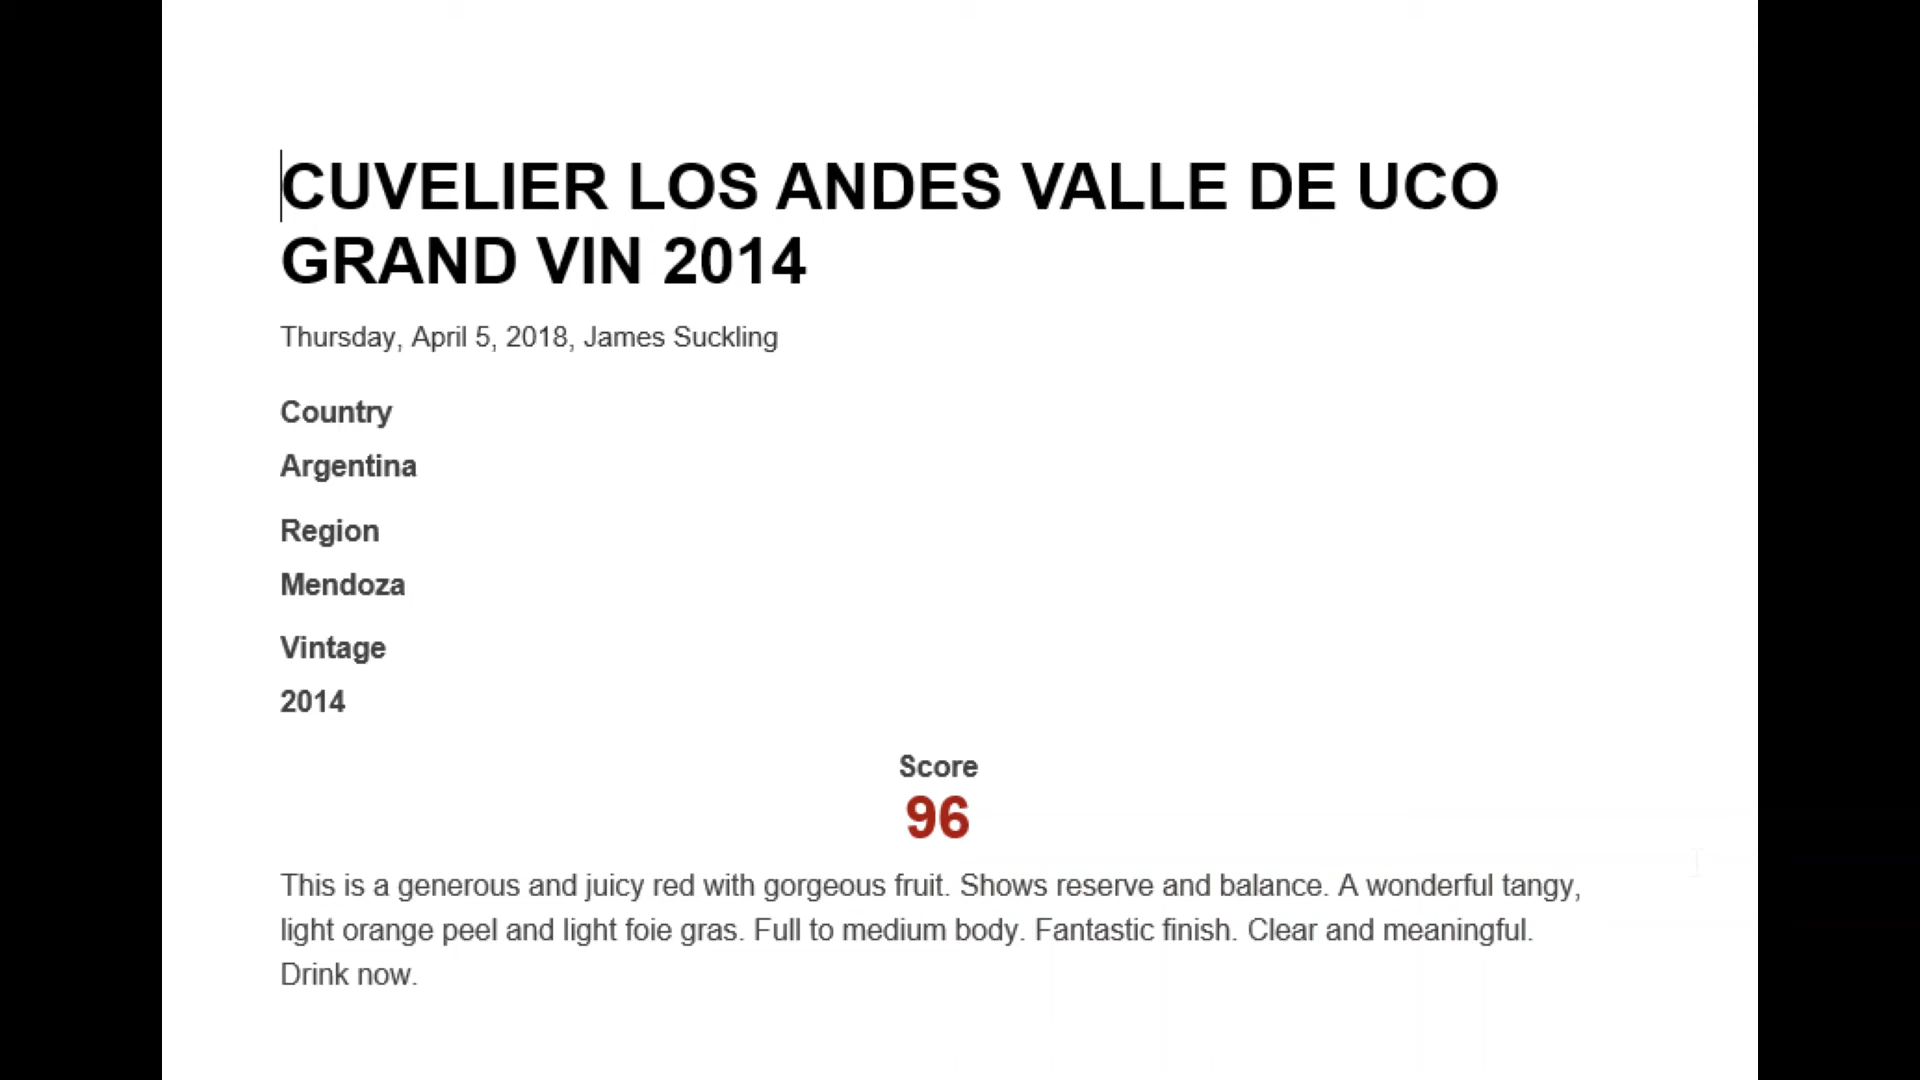 CUVELIER LOS ANDES VALLE DE UCO
GRAND VIN 2014
Thursday, April 5, 2018, James Suckling
Country
Argentina
Region
Mendoza
Vintage
2014
Score
96
This is a generous and juicy red with gorgeous fruit. Shows reserve and balance. A wonderful tangy,
light orange peel and light foie gras. Full to medium body. Fantastic finish. Clear and meaningful.
Drink now.